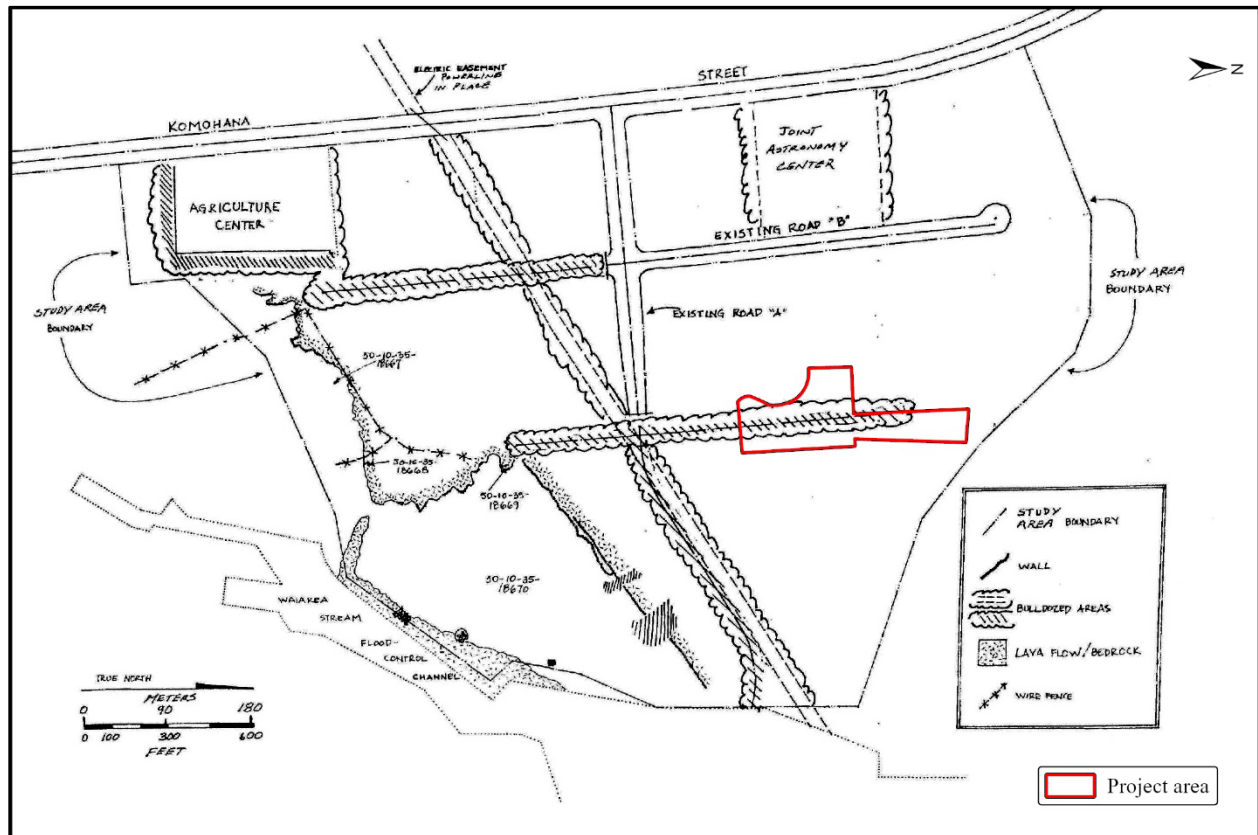 ELECTRIC EASEMENT
POWERLINE
IN PLACE
STREET
N
KOMOHANA
JOINT
ASTRONOMY
CENTER
AGRICULTURE
CENTER
EXISTING ROAD "B"
STUDY AREA
BOUNDARY
STUDY AREA
BOUNDARY
EXISTING ROAD "A"
50-10-35-
18667
50-10-35-
18668
50-10-35-
18669
50-10-35-
18670
WAIAKEA
STREAM
FLOOD-
CONTROL
CHANNEL
TRUE NORTH
METERS
0 90 180
0 100 300 600
FEET
STUDY
AREA BOUNDARY
WALL
BULLDOZED AREAS
LAVA FLOW/BEDROCK
WIRE FENCE
Project area